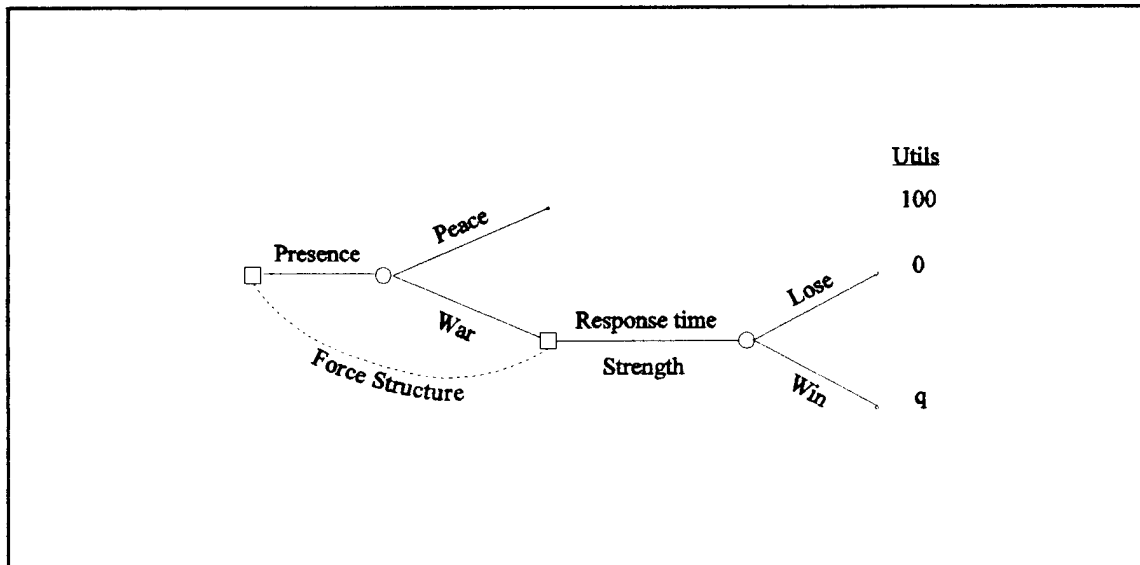 Utils
100
Peace
Presence
0
Lose
War
Response time
Force Structure
Strength
Win
q